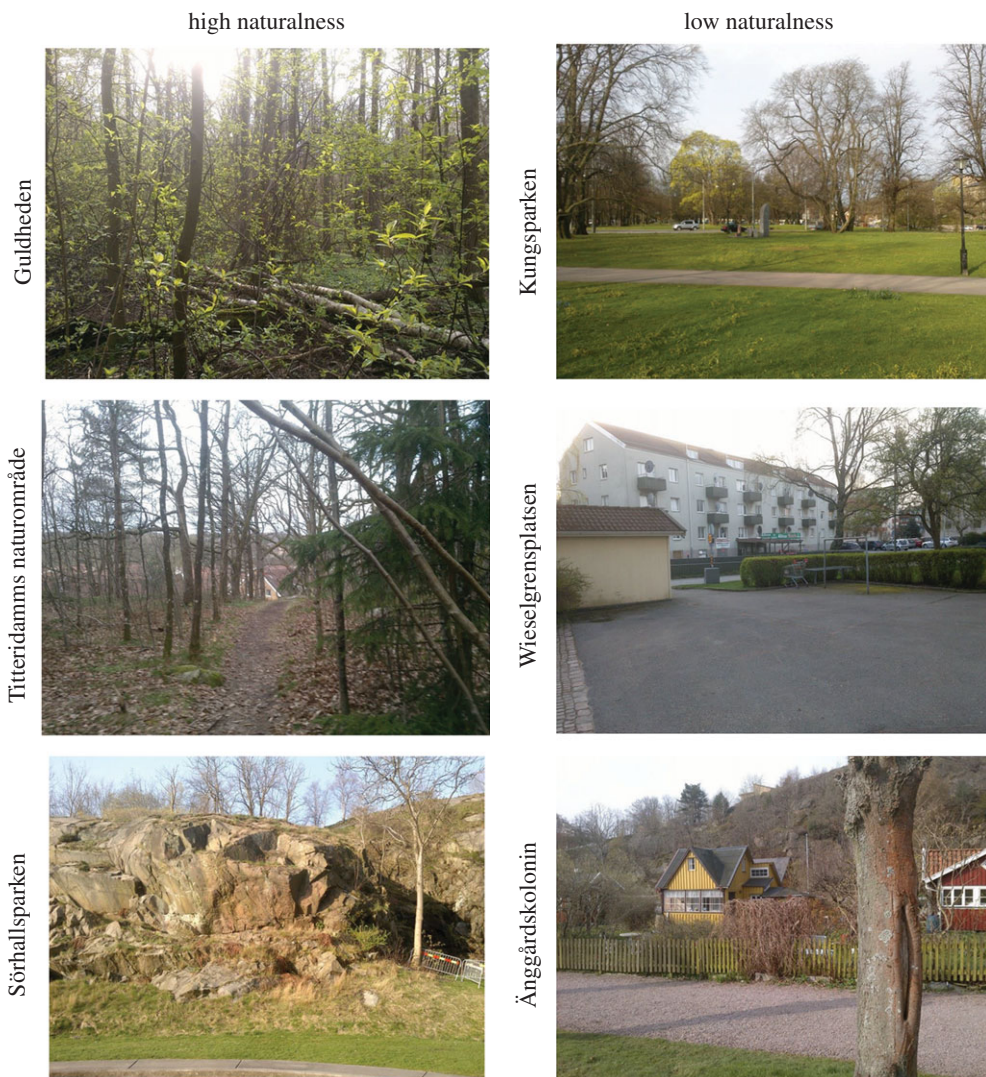 high naturalness
low naturalness
Guldheden
Kungsparken
Titteridamms naturområde
Wieselgrensplatsen
Sörhallsparken
Änggårdskolonin